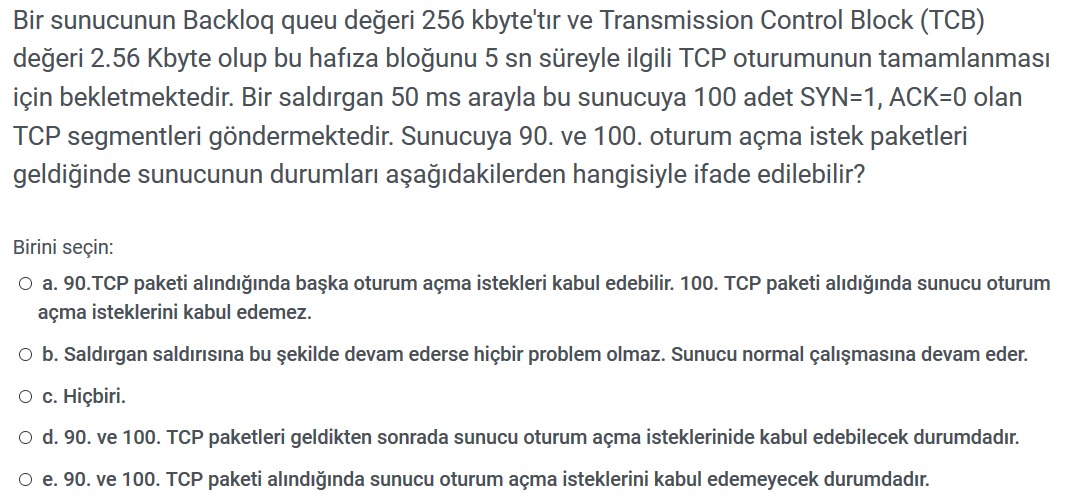 Bir sunucunun Backloq queu değeri 256 kbyte'tır ve Transmission Control Block (TCB)
değeri 2.56 Kbyte olup bu hafıza bloğunu 5 sn süreyle ilgili TCP oturumunun tamamlanması
için bekletmektedir. Bir saldırgan 50 ms arayla bu sunucuya 100 adet SYN=1, ACK=0 olan
TCP segmentleri göndermektedir. Sunucuya 90. ve 100. oturum açma istek paketleri
geldiğinde sunucunun durumları aşağıdakilerden hangisiyle ifade edilebilir?
Birini seçin:
a. 90.TCP paketi alındığında başka oturum açma istekleri kabul edebilir. 100. TCP paketi alıdığında sunucu oturum
açma isteklerini kabul edemez.
b. Saldırgan saldırısına bu şekilde devam ederse hiçbir problem olmaz. Sunucu normal çalışmasına devam eder.
c. Hiçbiri.
d. 90. ve 100. TCP paketleri geldikten sonrada sunucu oturum açma isteklerinide kabul edebilecek durumdadır.
e. 90. ve 100. TCP paketi alındığında sunucu oturum açma isteklerini kabul edemeyecek durumdadır.